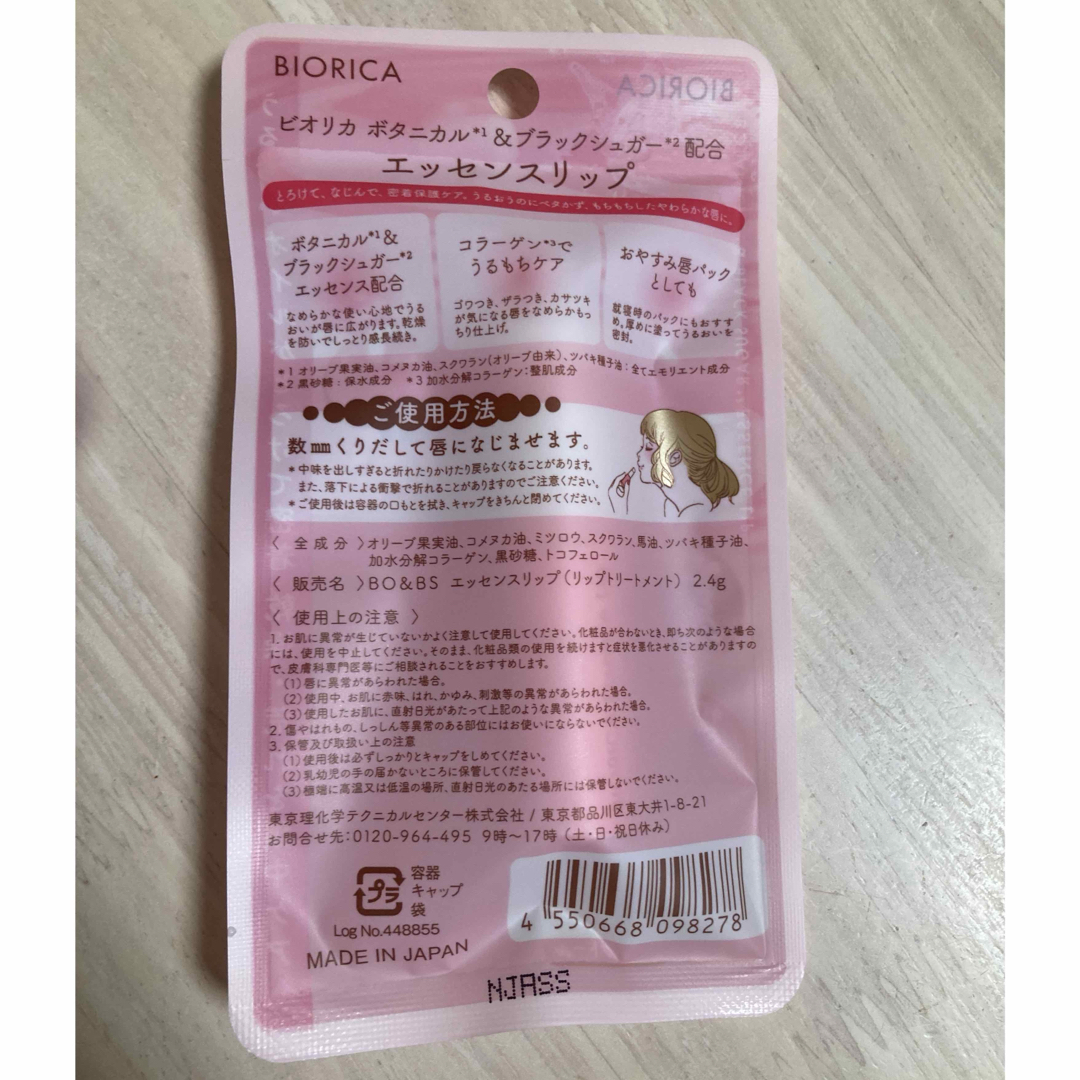 BIORICA
ビオリカ ボタニカル*1&ブラックシュガー*2配合
エッセンスリップ
とろけて、なじんで、密着保護ケア。うるおうのにベタかず、もちもちしたやわらかな唇に。
ボタニカル*1&
ブラックシュガー*2
エッセンス配合
なめらかな使い心地でうる
おいが唇に広がります。乾燥
を防いでしっとり感長続き。
コラーゲン*3で
うるもちケア
ゴワつき、ザラつき、カサツキ
が気になる唇をなめらかもっ
ちり仕上げ。
おやすみ唇パック
としても
就寝時のパックにもおすす
め。厚めに塗ってうるおいを
密封。
*1 オリーブ果実油、コメヌカ油、スクワラン(オリーブ由来)、ツバキ種子油:全てエモリエント成分
*2 黒砂糖:保水成分 *3 加水分解コラーゲン:整肌成分
ご使用方法
数㎜くりだして唇になじませます。
*中味を出しすぎると折れたりかけたり戻らなくなることがあります。
また、落下による衝撃で折れることがありますのでご注意ください。
*ご使用後は容器の口もとを拭き、キャップをきちんと閉めてください。
〈 全成分 〉オリーブ果実油、コメヌカ油、ミツロウ、スクワラン、馬油、ツバキ種子油、
加水分解コラーゲン、黒砂糖、トコフェロール
〈 販売名 〉BO&BS エッセンスリップ(リップトリートメント) 2.4g
〈 使用上の注意 〉
1. お肌に異常が生じていないかよく注意して使用してください。化粧品が合わないとき、即ち次のような場合
には、使用を中止してください。そのまま、化粧品類の使用を続けますと症状を悪化させることがありますの
で、皮膚科専門医等にご相談されることをおすすめします。
(1)唇に異常があらわれた場合。
(2)使用中、お肌に赤味、はれ、かゆみ、刺激等の異常があらわれた場合。
(3)使用したお肌に、直射日光があたって上記のような異常があらわれた場合。
2. 傷やはれもの、しっしん等異常のある部位にはお使いにならないでください。
3. 保管及び取扱い上の注意
(1)使用後は必ずしっかりとキャップをしめてください。
(2)乳幼児の手の届かないところに保管してください。
(3)極端に高温又は低温の場所、直射日光のあたる場所には保管しないでください。
東京理化学テクニカルセンター株式会社 / 東京都品川区東大井1-8-21
お問合せ先:0120-964-495 9時~17時(土・日・祝日休み)
プラ
容器
キャップ
袋
Log No.448855
MADE IN JAPAN
4 550668 098278
NJASS